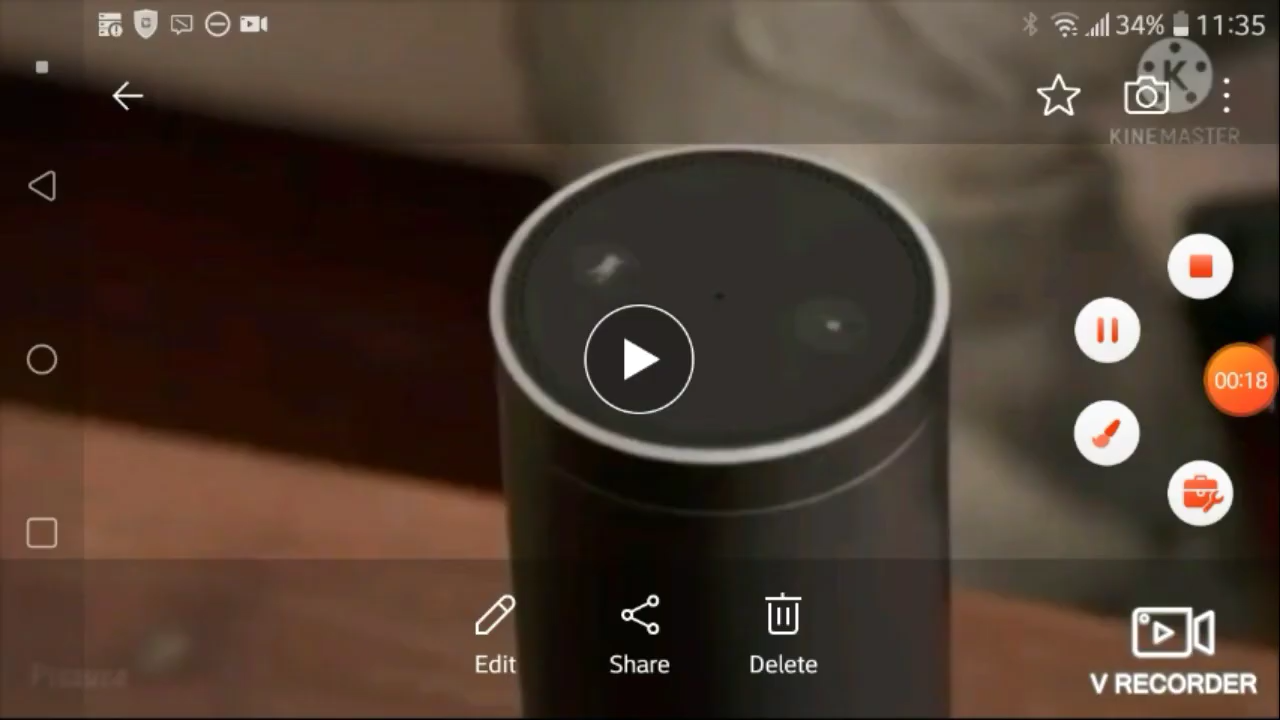 34% 11:35
KINEMASTER
00:18
Edit Share Delete
V RECORDER